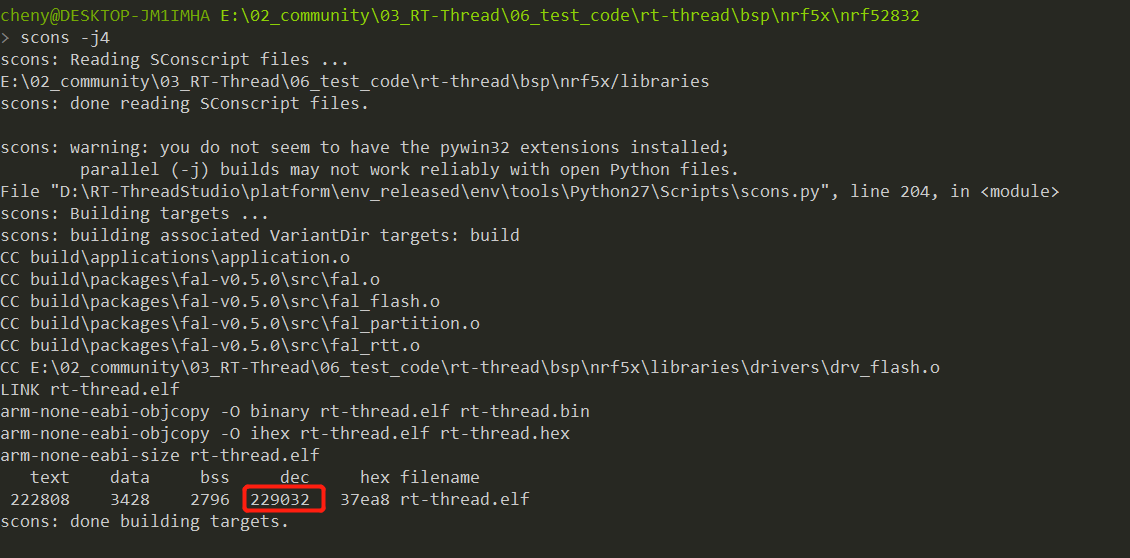 cheny@DESKTOP-JM1IMHA E:\02_community\03_RT-Thread\06_test_code\rt-thread\bsp\nrf5x\nrf52832
> scons -j4
scons: Reading SConscript files ...
E:\02_community\03_RT-Thread\06_test_code\rt-thread\bsp\nrf5x/libraries
scons: done reading SConscript files.
scons: warning: you do not seem to have the pywin32 extensions installed;
parallel (-j) builds may not work reliably with open Python files.
File "D:\RT-ThreadStudio\platform\env_released\env\tools\Python27\Scripts\scons.py", line 204, in <module>
scons: Building targets ...
scons: building associated VariantDir targets: build
CC build\applications\application.o
CC build\packages\fal-v0.5.0\src\fal.o
CC build\packages\fal-v0.5.0\src\fal_flash.o
CC build\packages\fal-v0.5.0\src\fal_partition.o
CC build\packages\fal-v0.5.0\src\fal_rtt.o
CC E:\02_community\03_RT-Thread\06_test_code\rt-thread\bsp\nrf5x\libraries\drivers\drv_flash.o
LINK rt-thread.elf
arm-none-eabi-objcopy -O binary rt-thread.elf rt-thread.bin
arm-none-eabi-objcopy -O ihex rt-thread.elf rt-thread.hex
arm-none-eabi-size rt-thread.elf
text data bss dec hex filename
222808 3428 2796 229032 37ea8 rt-thread.elf
scons: done building targets.